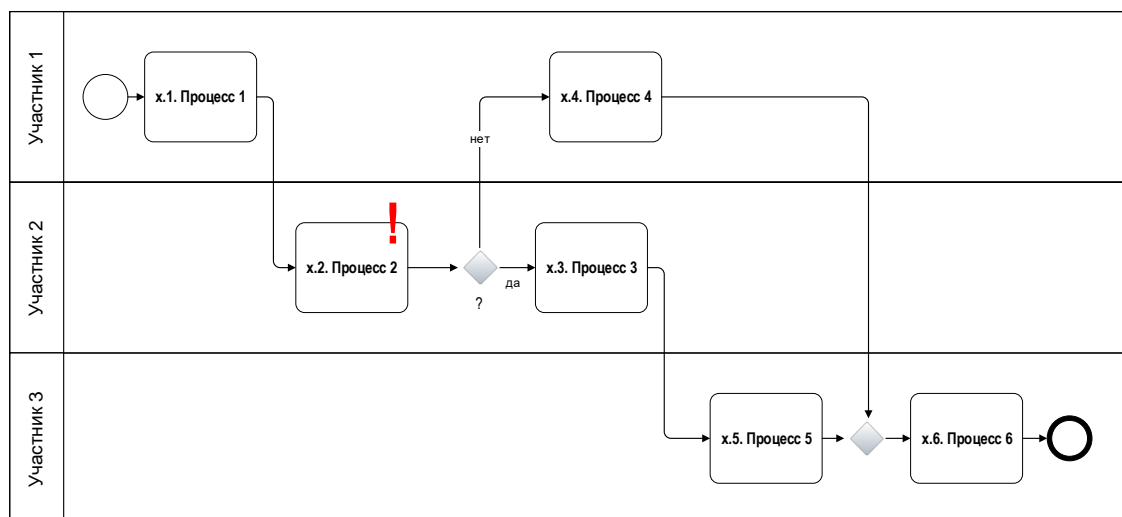 Участник 1
х.1. Процесс 1
х.4. Процесс 4
нет
Участник 2
!
х.2. Процесс 2
х.3. Процесс 3
да
?
Участник 3
х.5. Процесс 5
х.6. Процесс 6